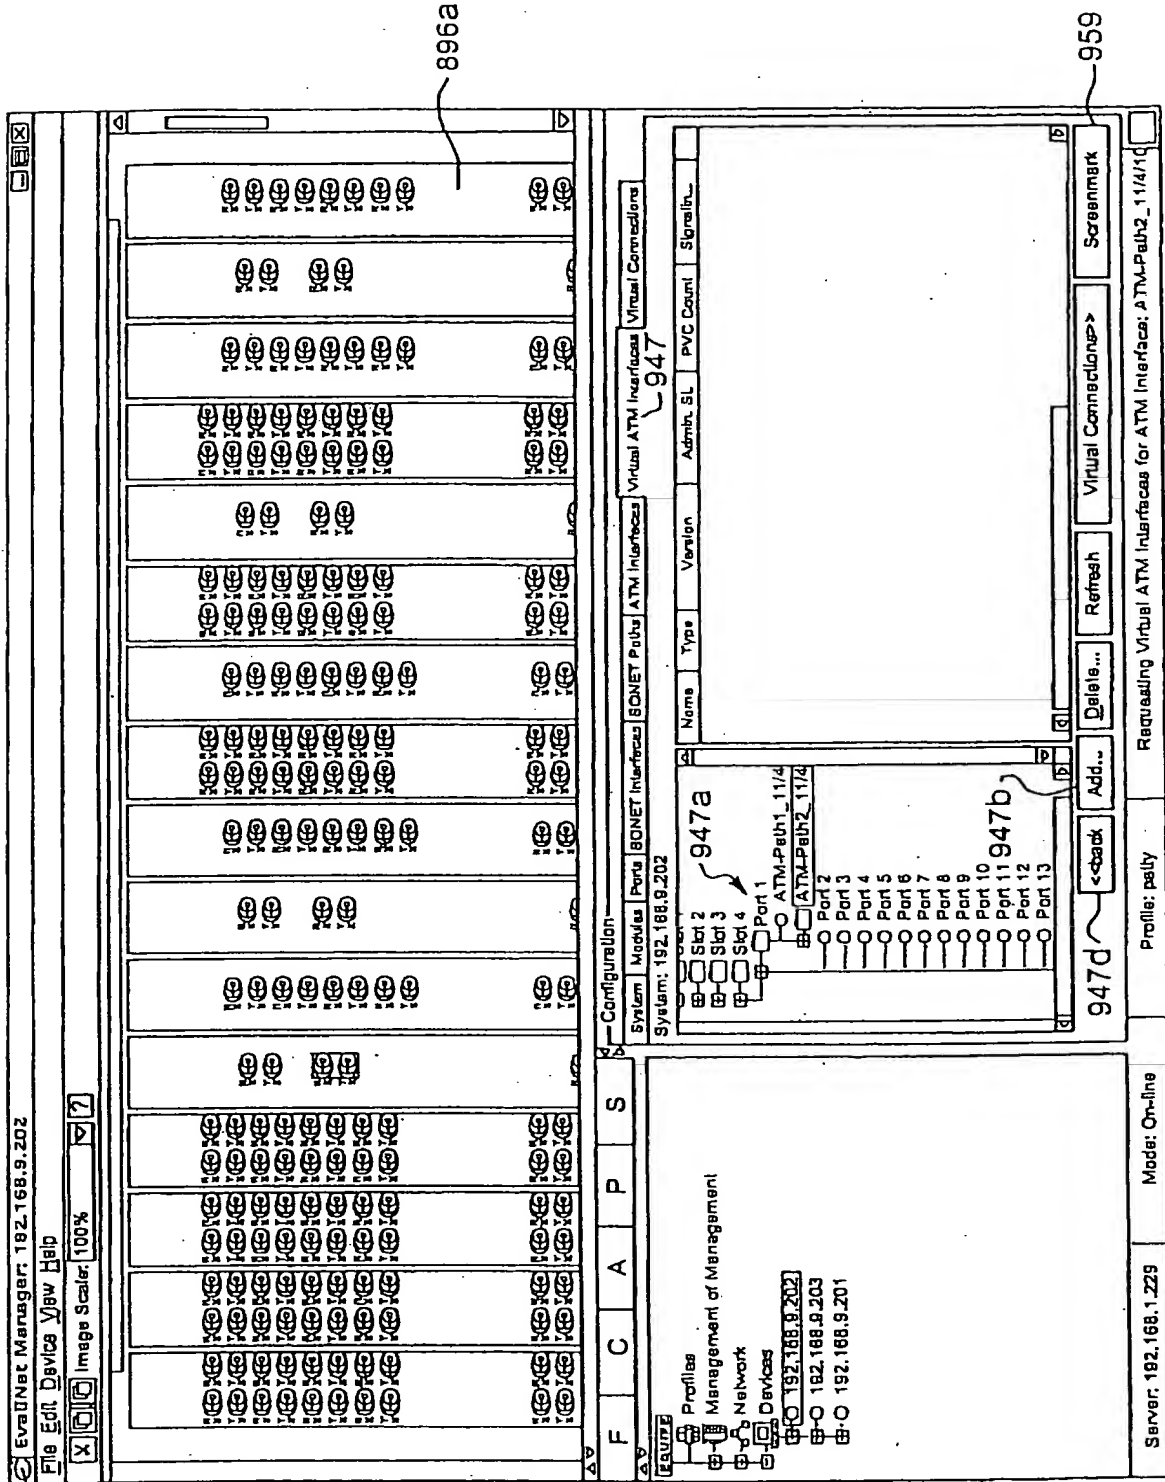 EvaUNet Manager: 192.168.9.202
File Edit Device View Help
X Image Scaler: 100% ?
896a
F C A P S
Profiles
Management of Management
Network
Devices
192.168.9.202
192.168.9.203
192.168.9.201
Configuration
System Modules Ports SONET Interfaces SONET Paths ATM Interfaces Virtual ATM Interfaces Virtual Connections
947
System: 192.168.9.202
Slot 2
Slot 3
Slot 4
Port 1
947a
ATM-Path1_11/4
ATM-Path2_11/4
Port 2
Port 3
Port 4
Port 5
Port 6
Port 7
Port 8
Port 9
Port 10
Port 11
Port 12
Port 13
947b
Name Type Version Admin. SL PVC Count Signalin...
947d
<<back Add... Delete... Refresh Virtual Connections>> Screenmark
959
Server: 192.168.1.229 Mode: On-line Profile: patty Requesting Virtual ATM Interfaces for ATM Interface: ATM-Path2_11/4/1